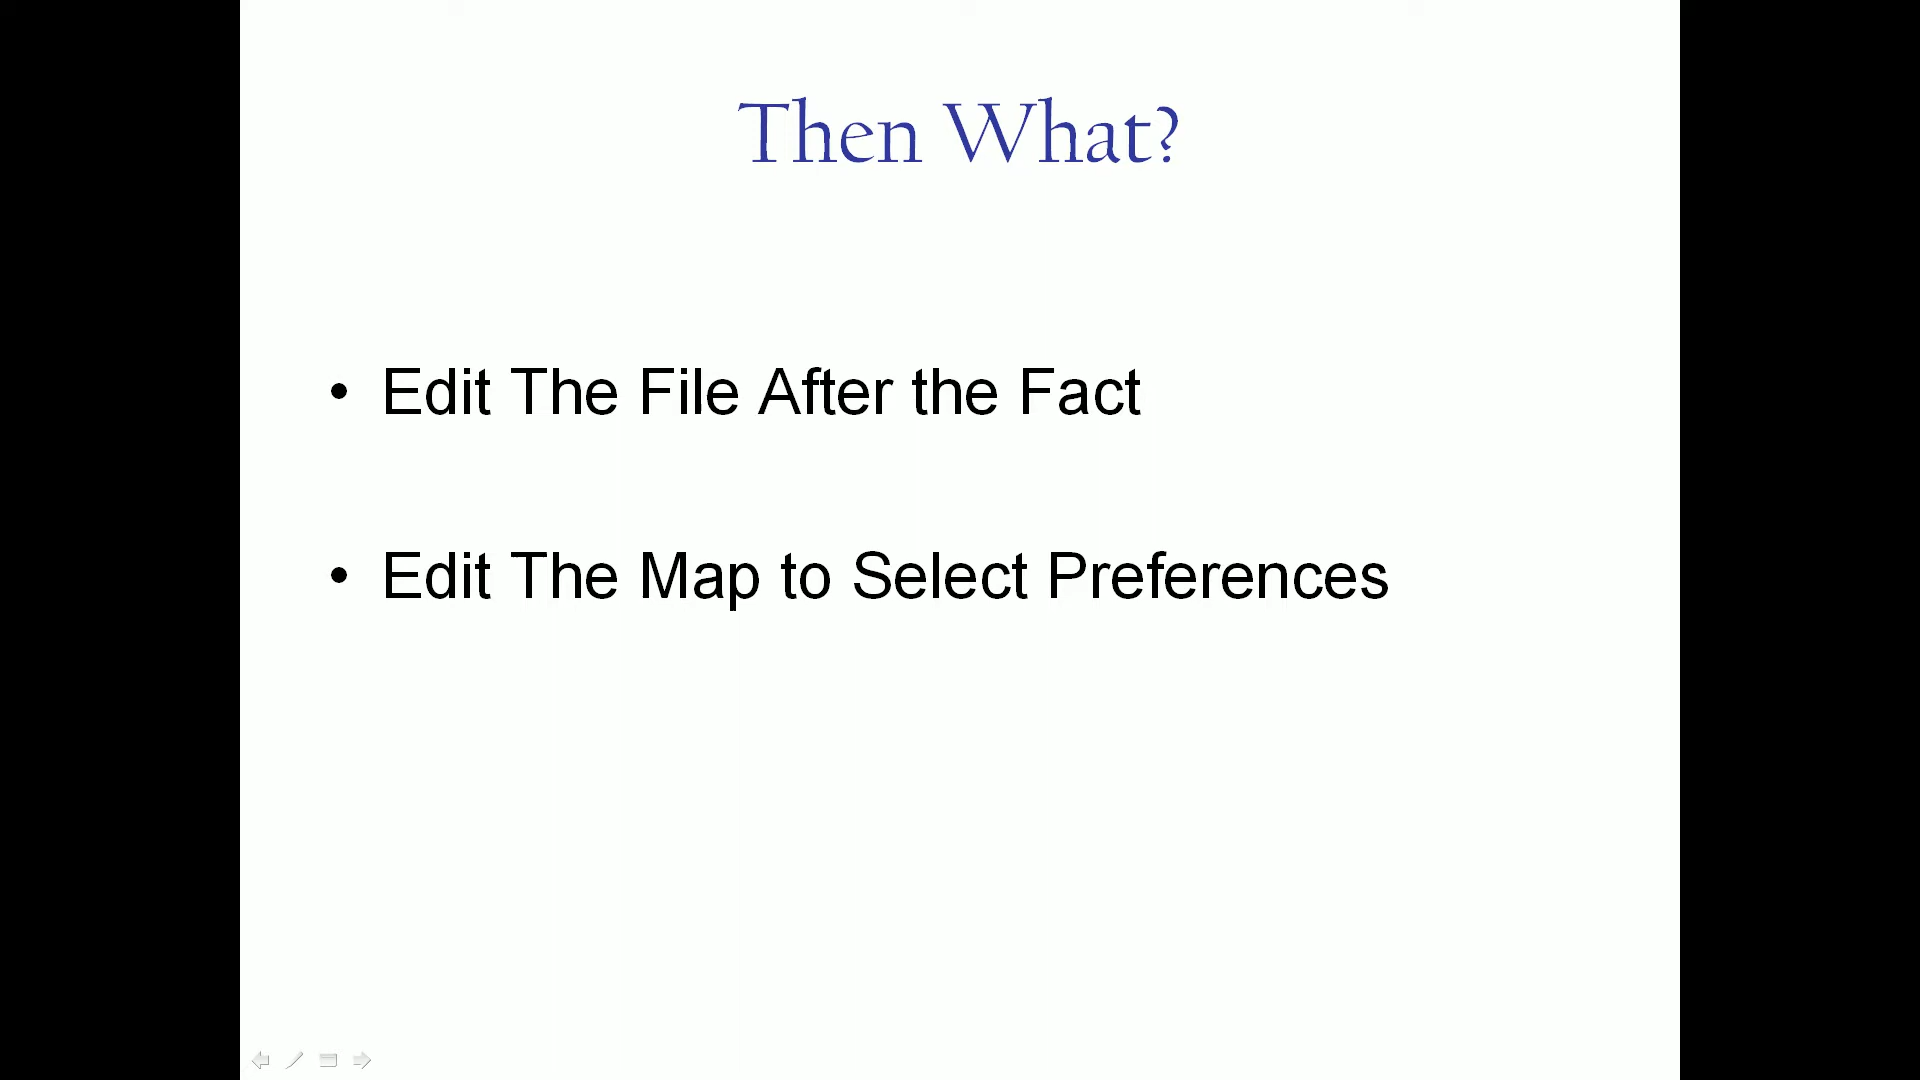 Then What?
• Edit The File After the Fact
• Edit The Map to Select Preferences